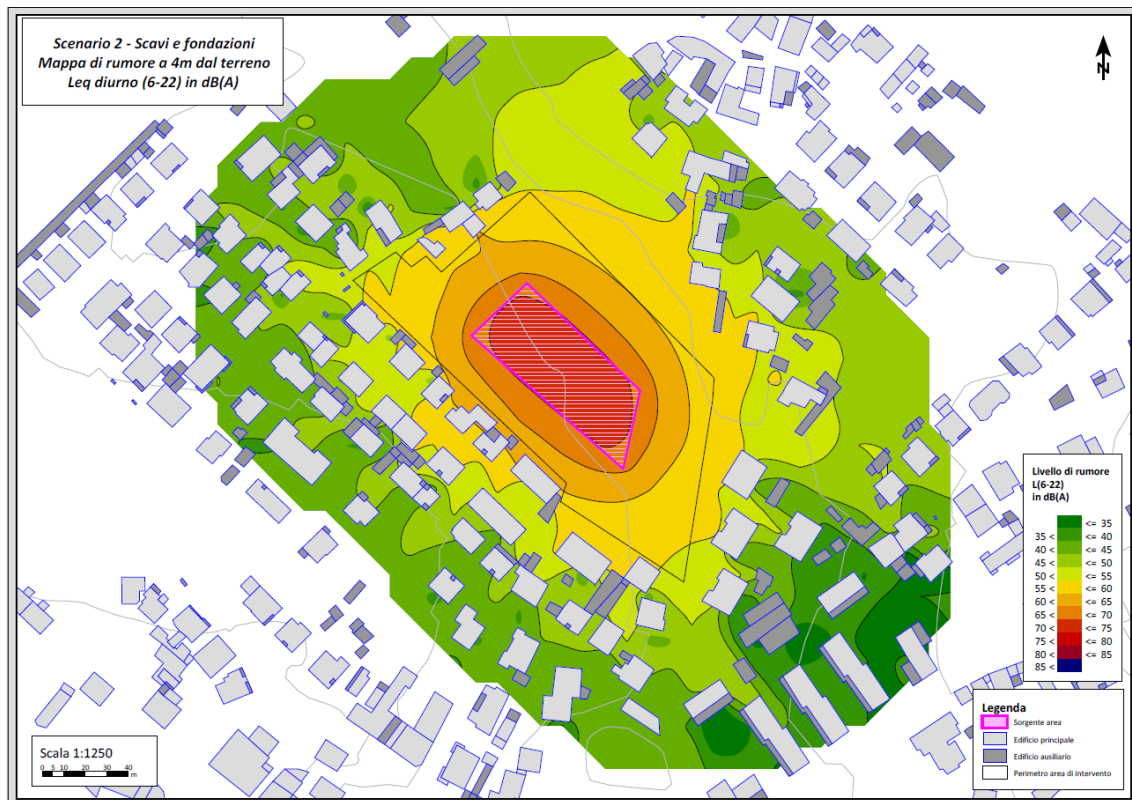 Scenario 2 - Scavi e fondazioni
Mappa di rumore a 4m dal terreno
Leq diurno (6-22) in dB(A)
N
Livello di rumore
L(6-22)
in dB(A)
<= 35
35 < <= 40
40 < <= 45
45 < <= 50
50 < <= 55
55 < <= 60
60 < <= 65
65 < <= 70
70 < <= 75
75 < <= 80
80 < <= 85
85 <
Legenda
Sorgente area
Edificio principale
Edificio ausiliario
Perimetro area di intervento
Scala 1:1250
0 5 10 20 30 40
m